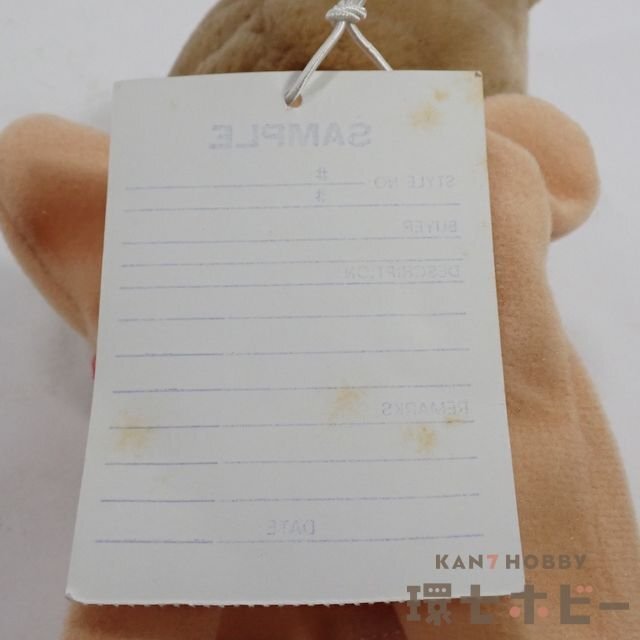 SAMPLE
#
STYLE NO.
$
BUYER
DESCRIPTION
REMARKS
DATE
KAN7 HOBBY
環七ホビー